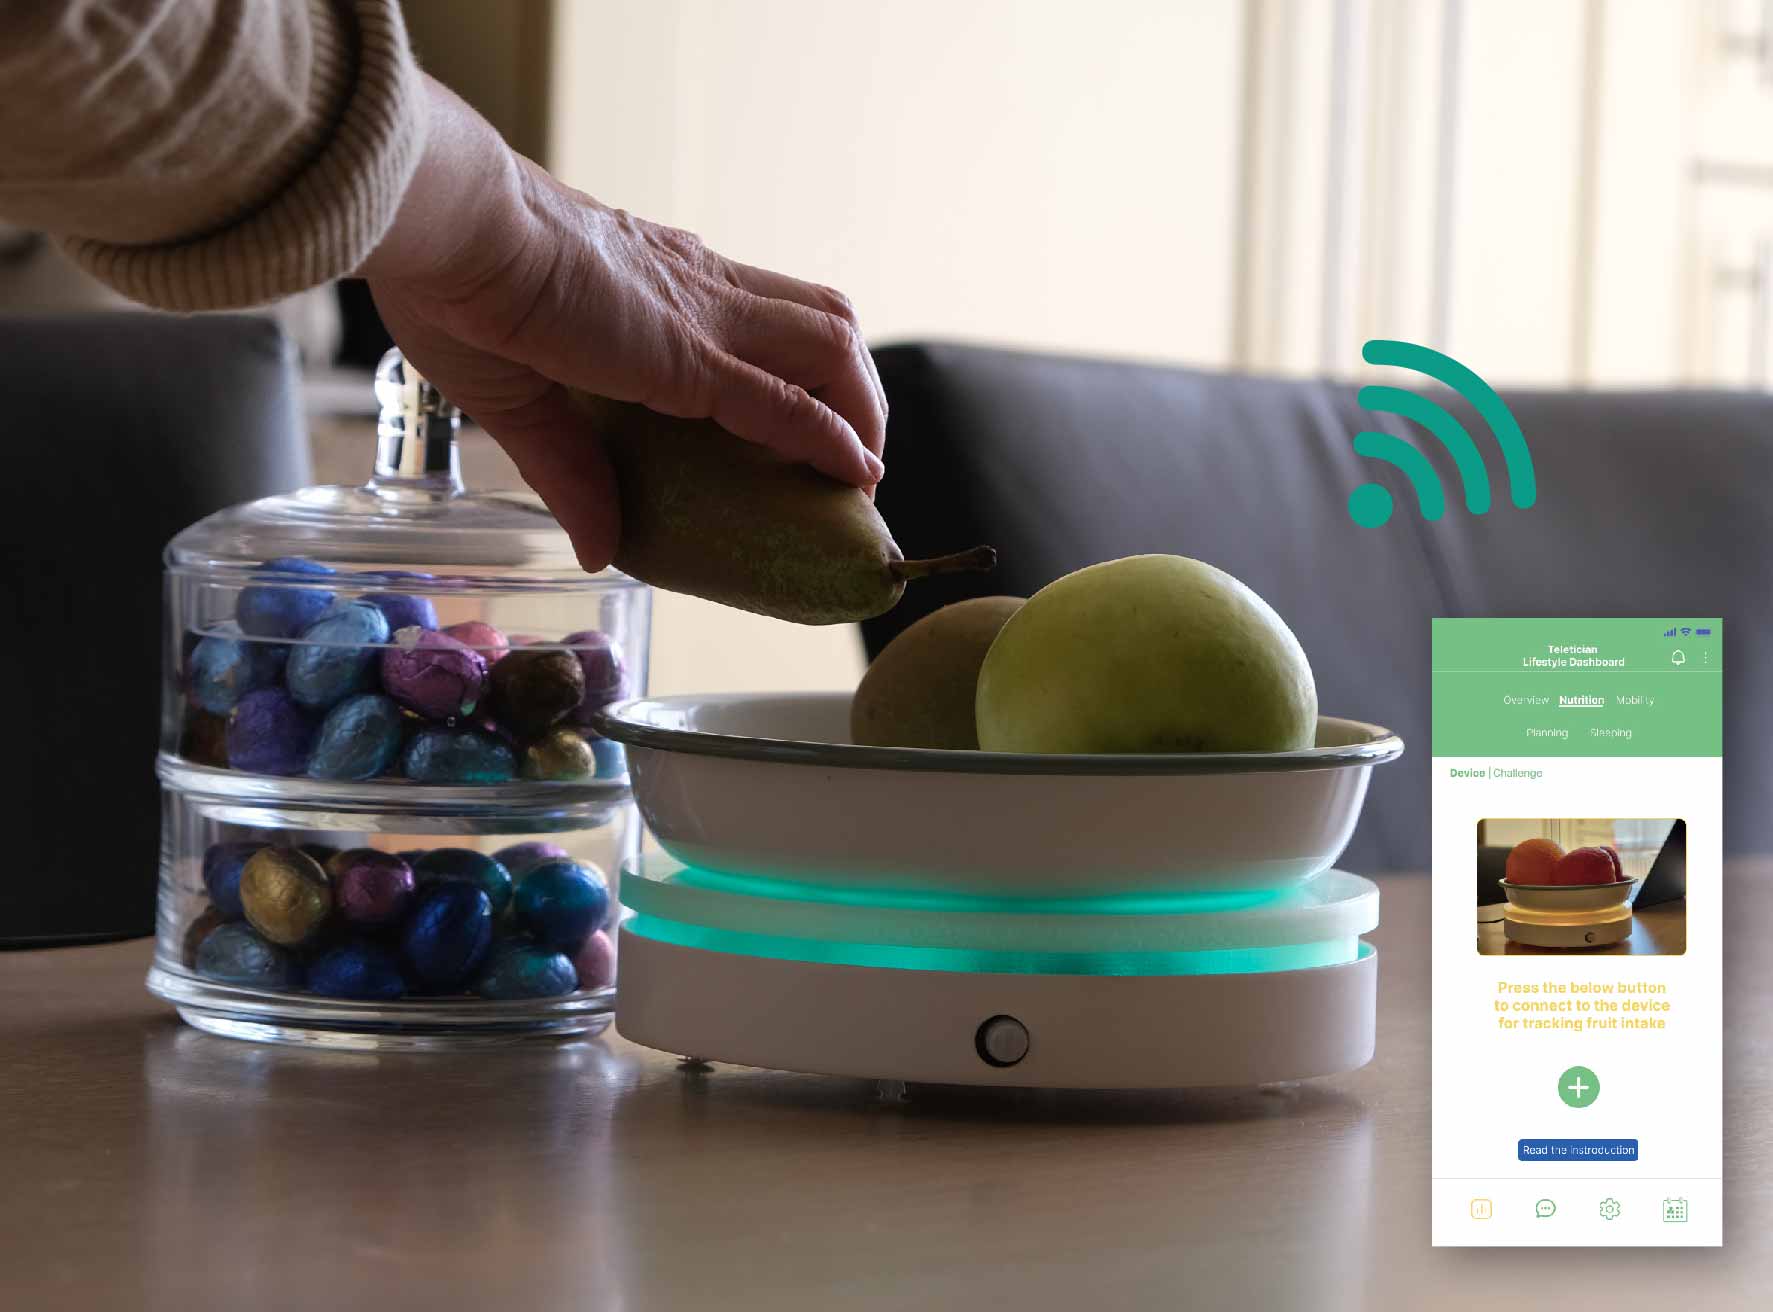 Teletician
Lifestyle Dashboard
Overview Nutrition Mobility
Planning Sleeping
Device | Challenge
Press the below button
to connect to the device
for tracking fruit intake
Read the Instroduction